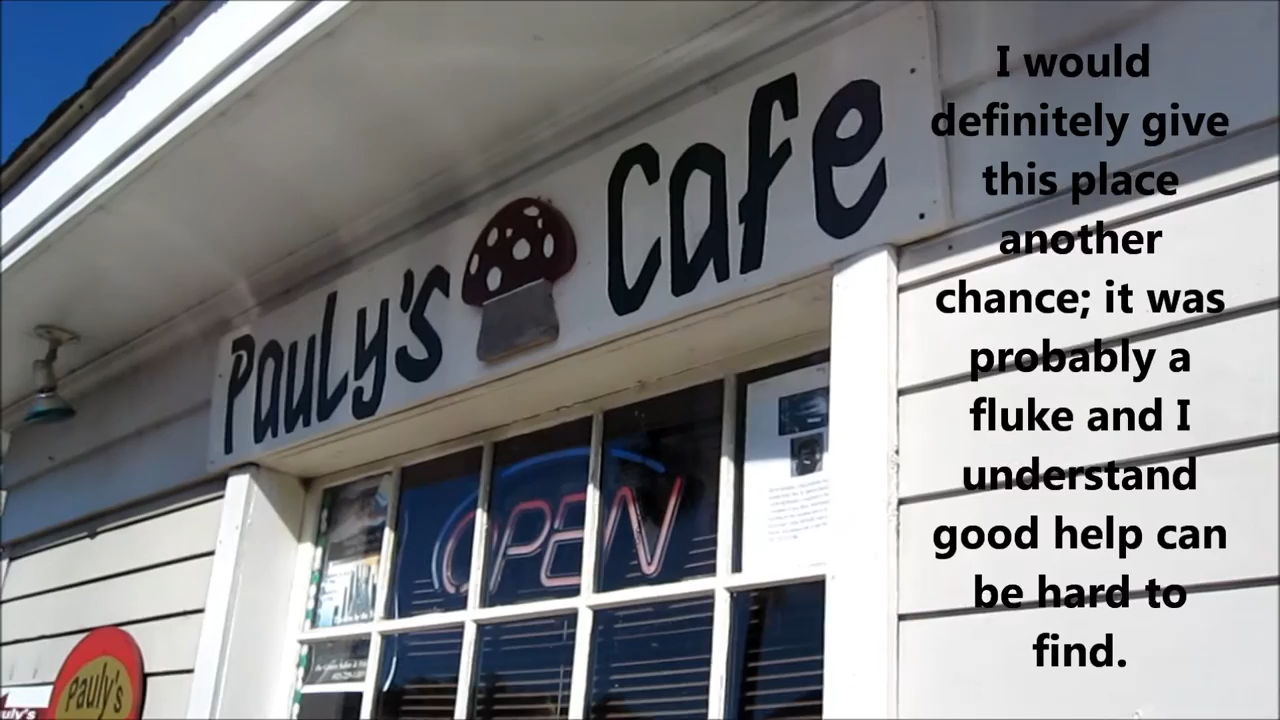 Pauly's Cafe
OPEN
Pauly's
uly's
I would
definitely give
this place
another
chance; it was
probably a
fluke and I
understand
good help can
be hard to
find.